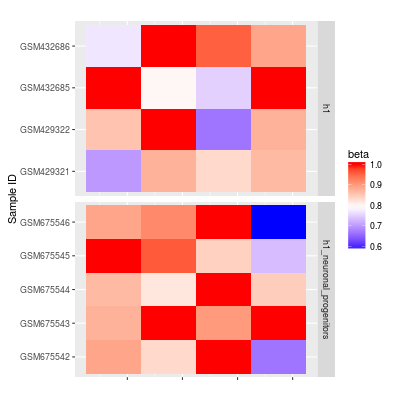 GSM432686
GSM432685
GSM429322
GSM429321
h1
GSM675546
GSM675545
GSM675544
GSM675543
GSM675542
h1_neuronal_progenitors
Sample ID
beta
1.0
0.9
0.8
0.7
0.6